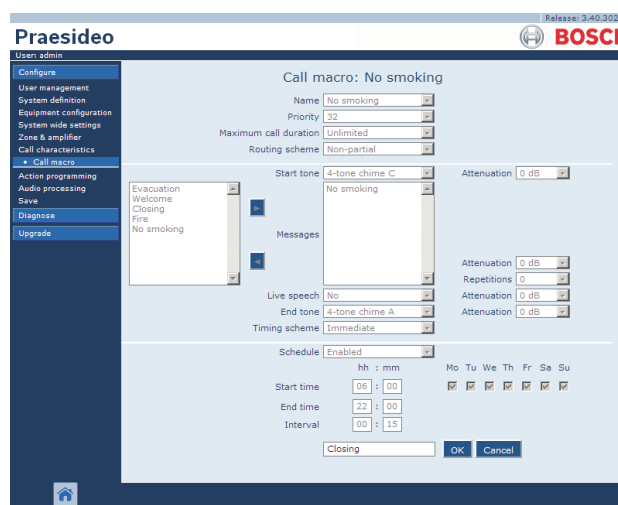 Release: 3.40.302
Praesideo
BOSCH
User: admin
Configure
User management
System definition
Equipment configuration
System wide settings
Zone & amplifier
Call characteristics
• Call macro
Action programming
Audio processing
Save
Diagnose
Upgrade
Call macro: No smoking
Name No smoking
Priority 32
Maximum call duration Unlimited
Routing scheme Non-partial
Start tone 4-tone chime C Attenuation 0 dB
Evacuation
Welcome
Closing
Fire
No smoking
Messages
No smoking
Attenuation 0 dB
Repetitions 0
Live speech No Attenuation 0 dB
End tone 4-tone chime A Attenuation 0 dB
Timing scheme Immediate
Schedule Enabled
hh : mm Mo Tu We Th Fr Sa Su
Start time 06 : 00
End time 22 : 00
Interval 00 : 15
Closing OK Cancel